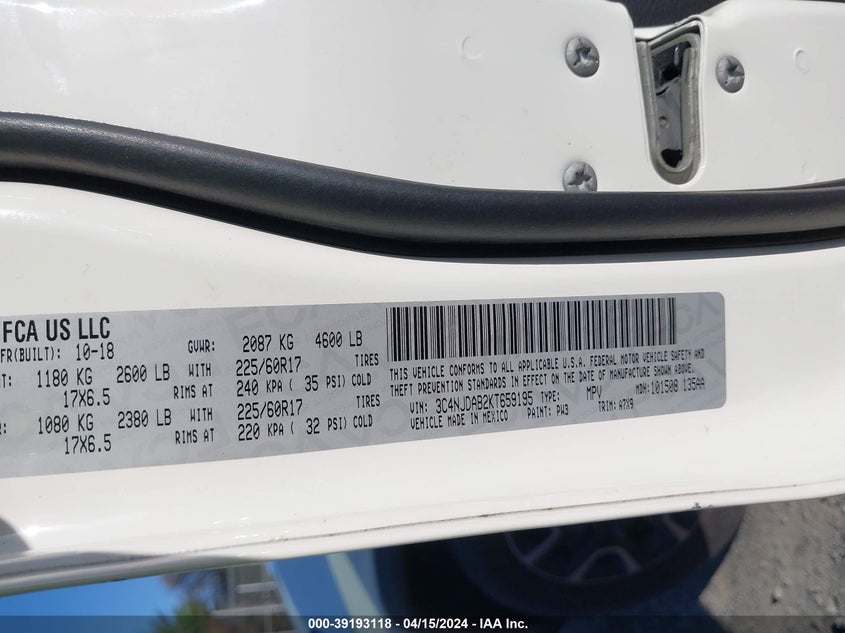 FCA US LLC
FR(BUILT): 10-18 GVWR: 2087 KG 4600 LB
T: 1180 KG 2600 LB WITH 225/60R17 TIRES
17X6.5 RIMS AT 240 KPA ( 35 PSI) COLD
R: 1080 KG 2380 LB WITH 225/60R17 TIRES
17X6.5 RIMS AT 220 KPA ( 32 PSI) COLD
THIS VEHICLE CONFORMS TO ALL APPLICABLE U.S.A. FEDERAL MOTOR VEHICLE SAFETY AND
THEFT PREVENTION STANDARDS IN EFFECT ON THE DATE OF MANUFACTURE SHOWN ABOVE.
VIN: 3C4NJDAB2KT659195 TYPE: MPV MDH: 101508 135AA
VEHICLE MADE IN MEXICO PAINT: PW3 TRIM: A7X9
000-39193118 - 04/15/2024 - IAA Inc.